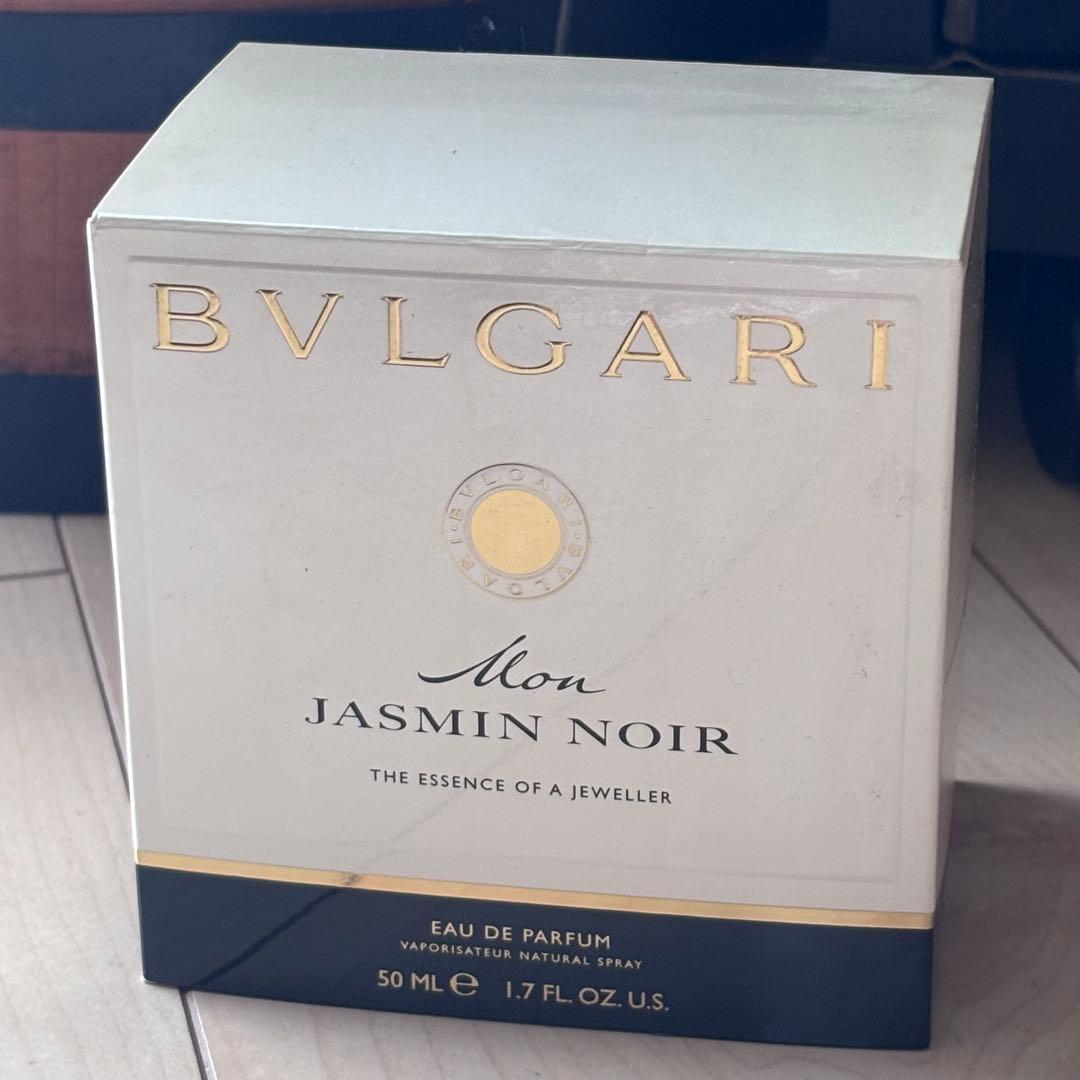 BVLGARI
BVLGARI · BVLGARI ·
Mon
JASMIN NOIR
THE ESSENCE OF A JEWELLER
EAU DE PARFUM
VAPORISATEUR NATURAL SPRAY
50 ML ℮ 1.7 FL. OZ. U.S.